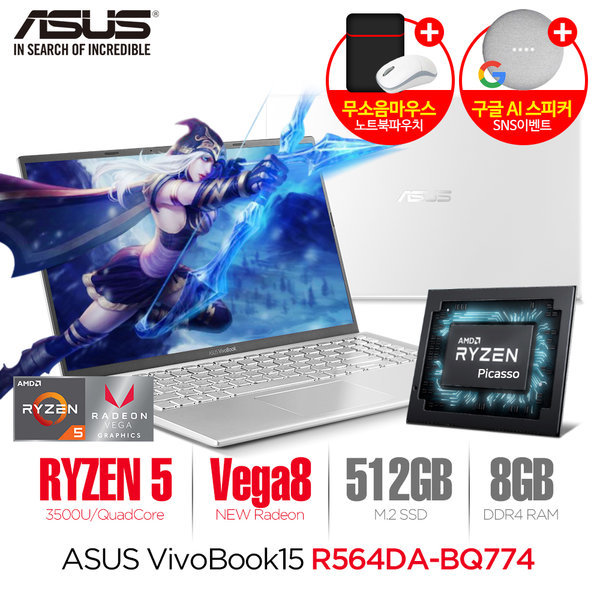 ASUS
IN SEARCH OF INCREDIBLE
무소음마우스
노트북파우치
구글 AI 스피커
SNS이벤트
G
ASUS
ASUS VivoBook
AMD
RYZEN
Picasso
AMD
RYZEN
5
RADEON
VEGA
GRAPHICS
RYZEN 5
3500U/QuadCore
Vega8
NEW Radeon
512GB
M.2 SSD
8GB
DDR4 RAM
ASUS VivoBook15 R564DA-BQ774